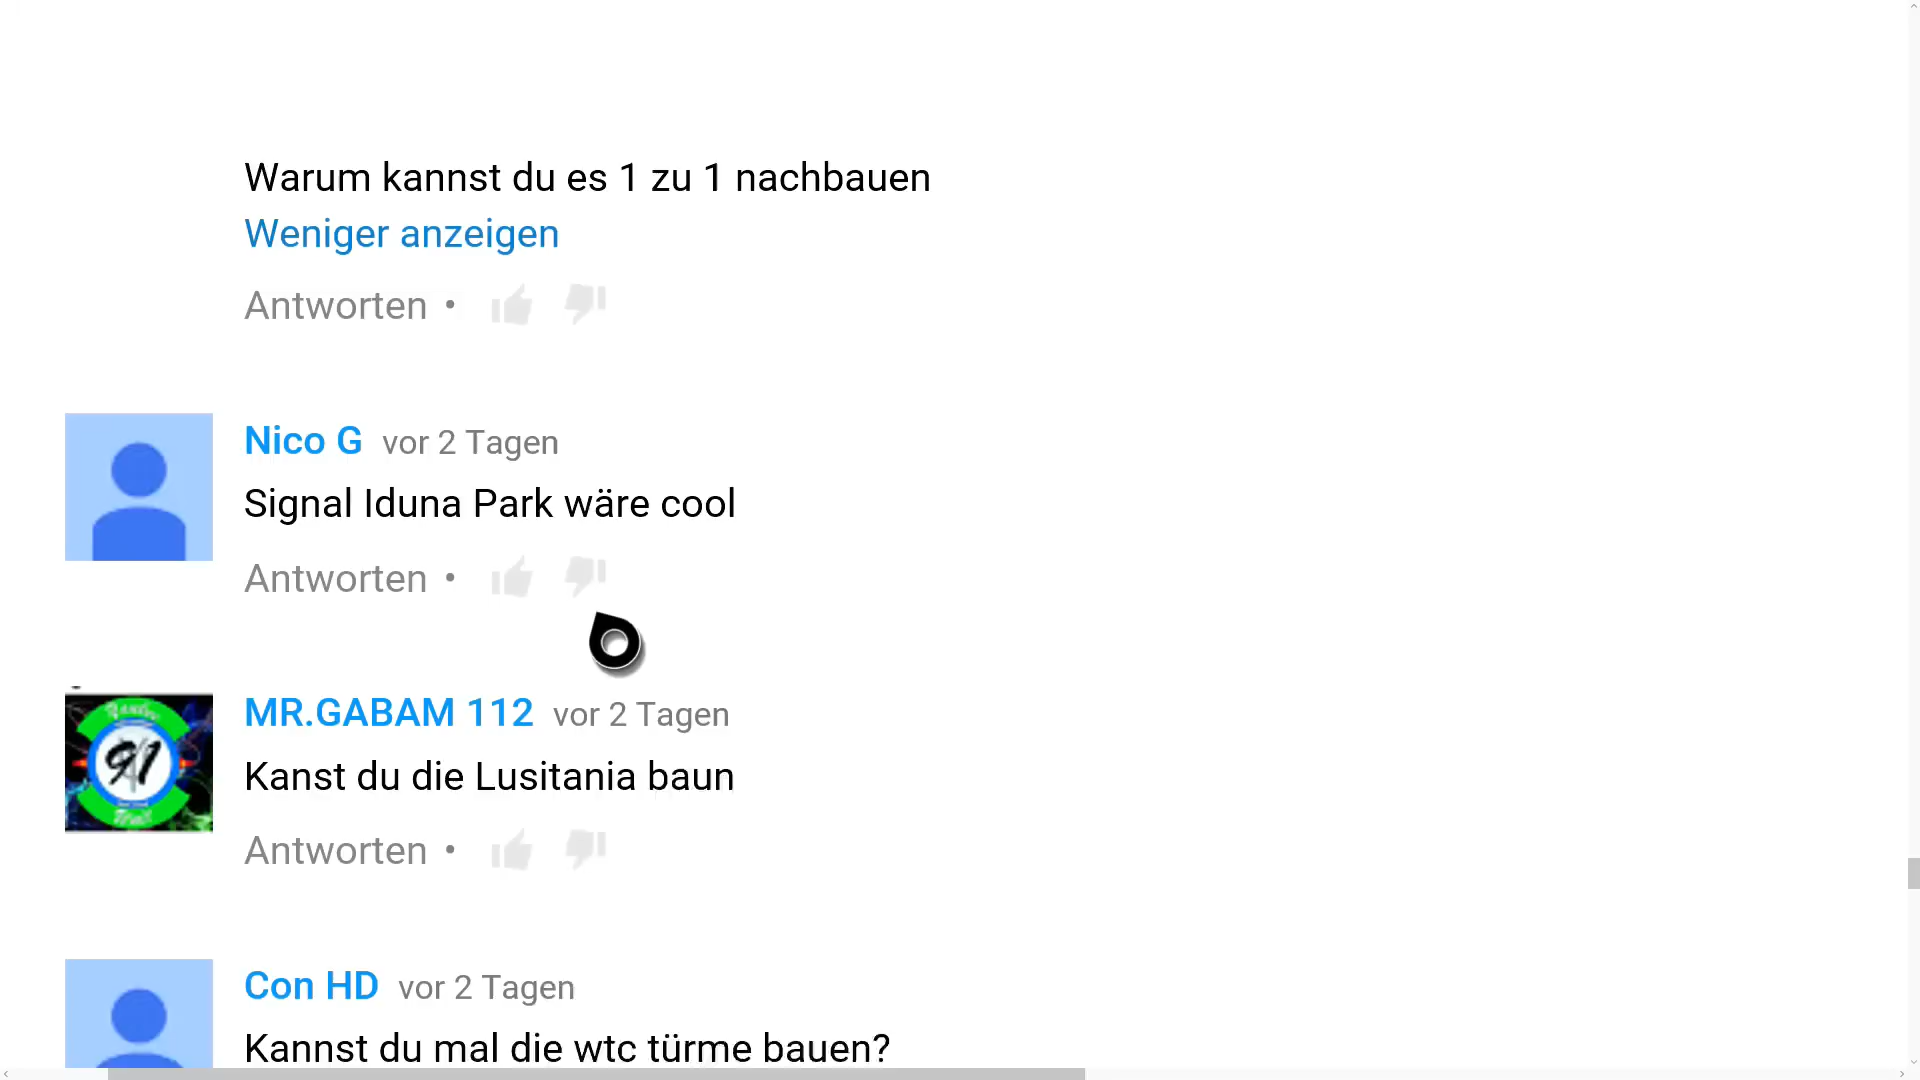 Warum kannst du es 1 zu 1 nachbauen
Weniger anzeigen
Antworten •
Nico G vor 2 Tagen
Signal Iduna Park wäre cool
Antworten •
MR.GABAM 112 vor 2 Tagen
Kanst du die Lusitania baun
Antworten •
Con HD vor 2 Tagen
Kannst du mal die wtc türme bauen?